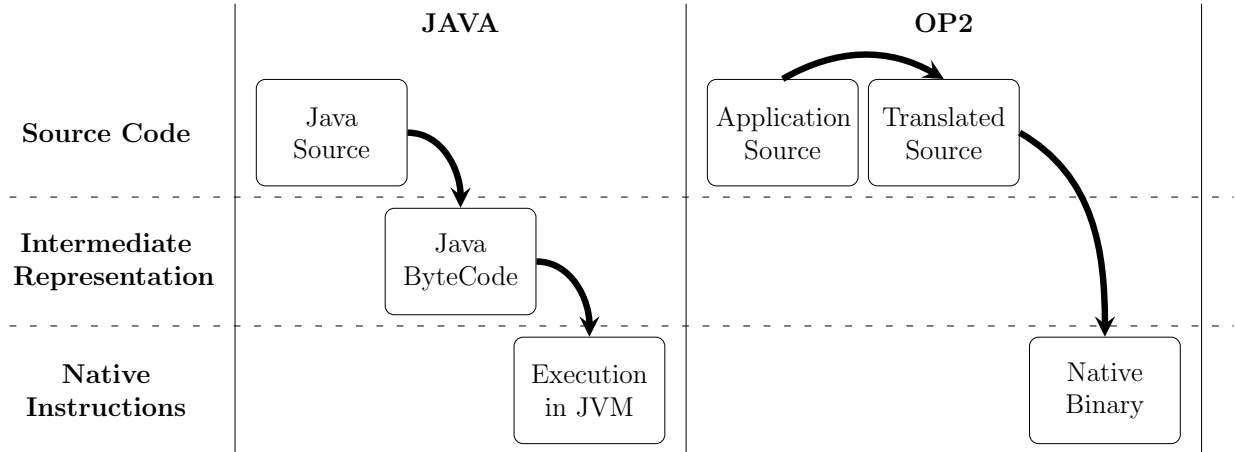 JAVA
OP2
Source Code
Java
Source
Application
Source
Translated
Source
Intermediate
Representation
Java
ByteCode
Native
Instructions
Execution
in JVM
Native
Binary